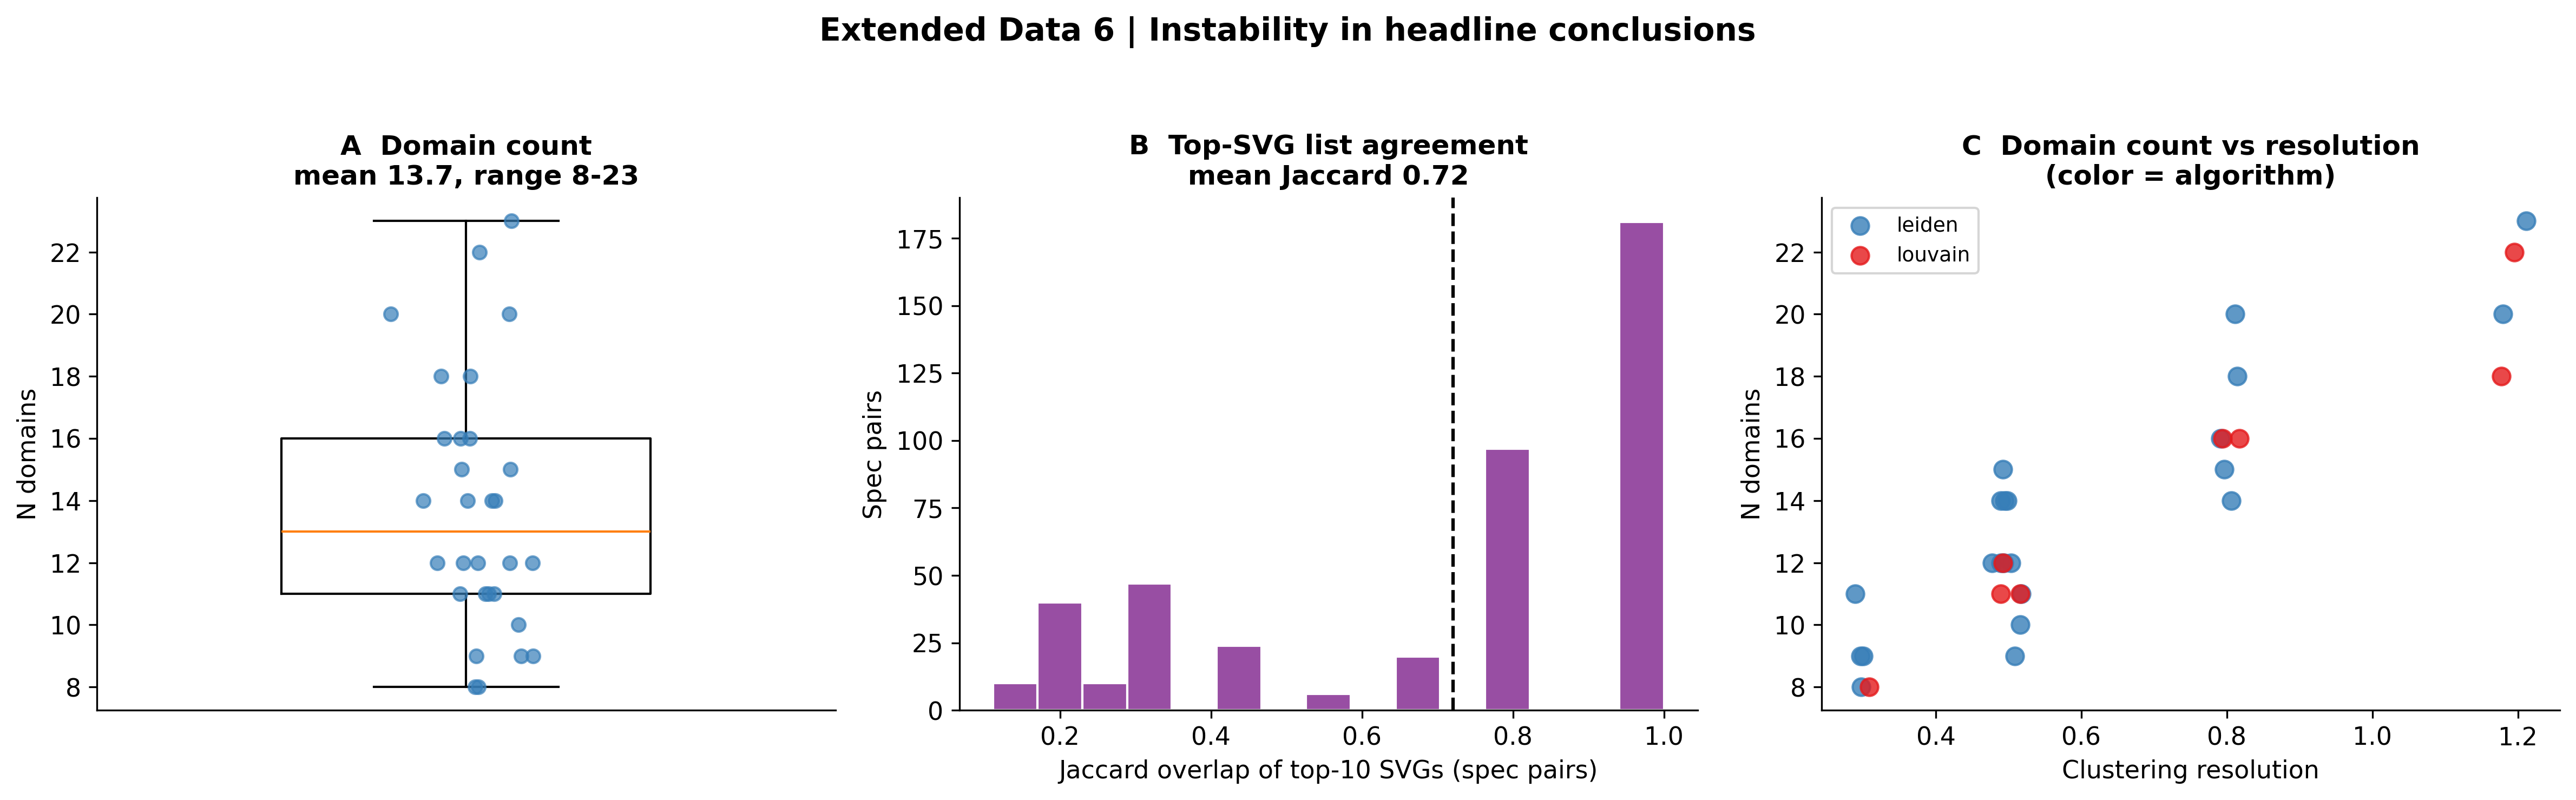 Extended Data 6 | Instability in headline conclusions
A  Domain count
mean 13.7, range 8-23
N domains
22
20
18
16
14
12
10
8
B  Top-SVG list agreement
mean Jaccard 0.72
Spec pairs
175
150
125
100
75
50
25
0
0.2
0.4
0.6
0.8
1.0
Jaccard overlap of top-10 SVGs (spec pairs)
C  Domain count vs resolution
(color = algorithm)
leiden
louvain
N domains
22
20
18
16
14
12
10
8
0.4
0.6
0.8
1.0
1.2
Clustering resolution